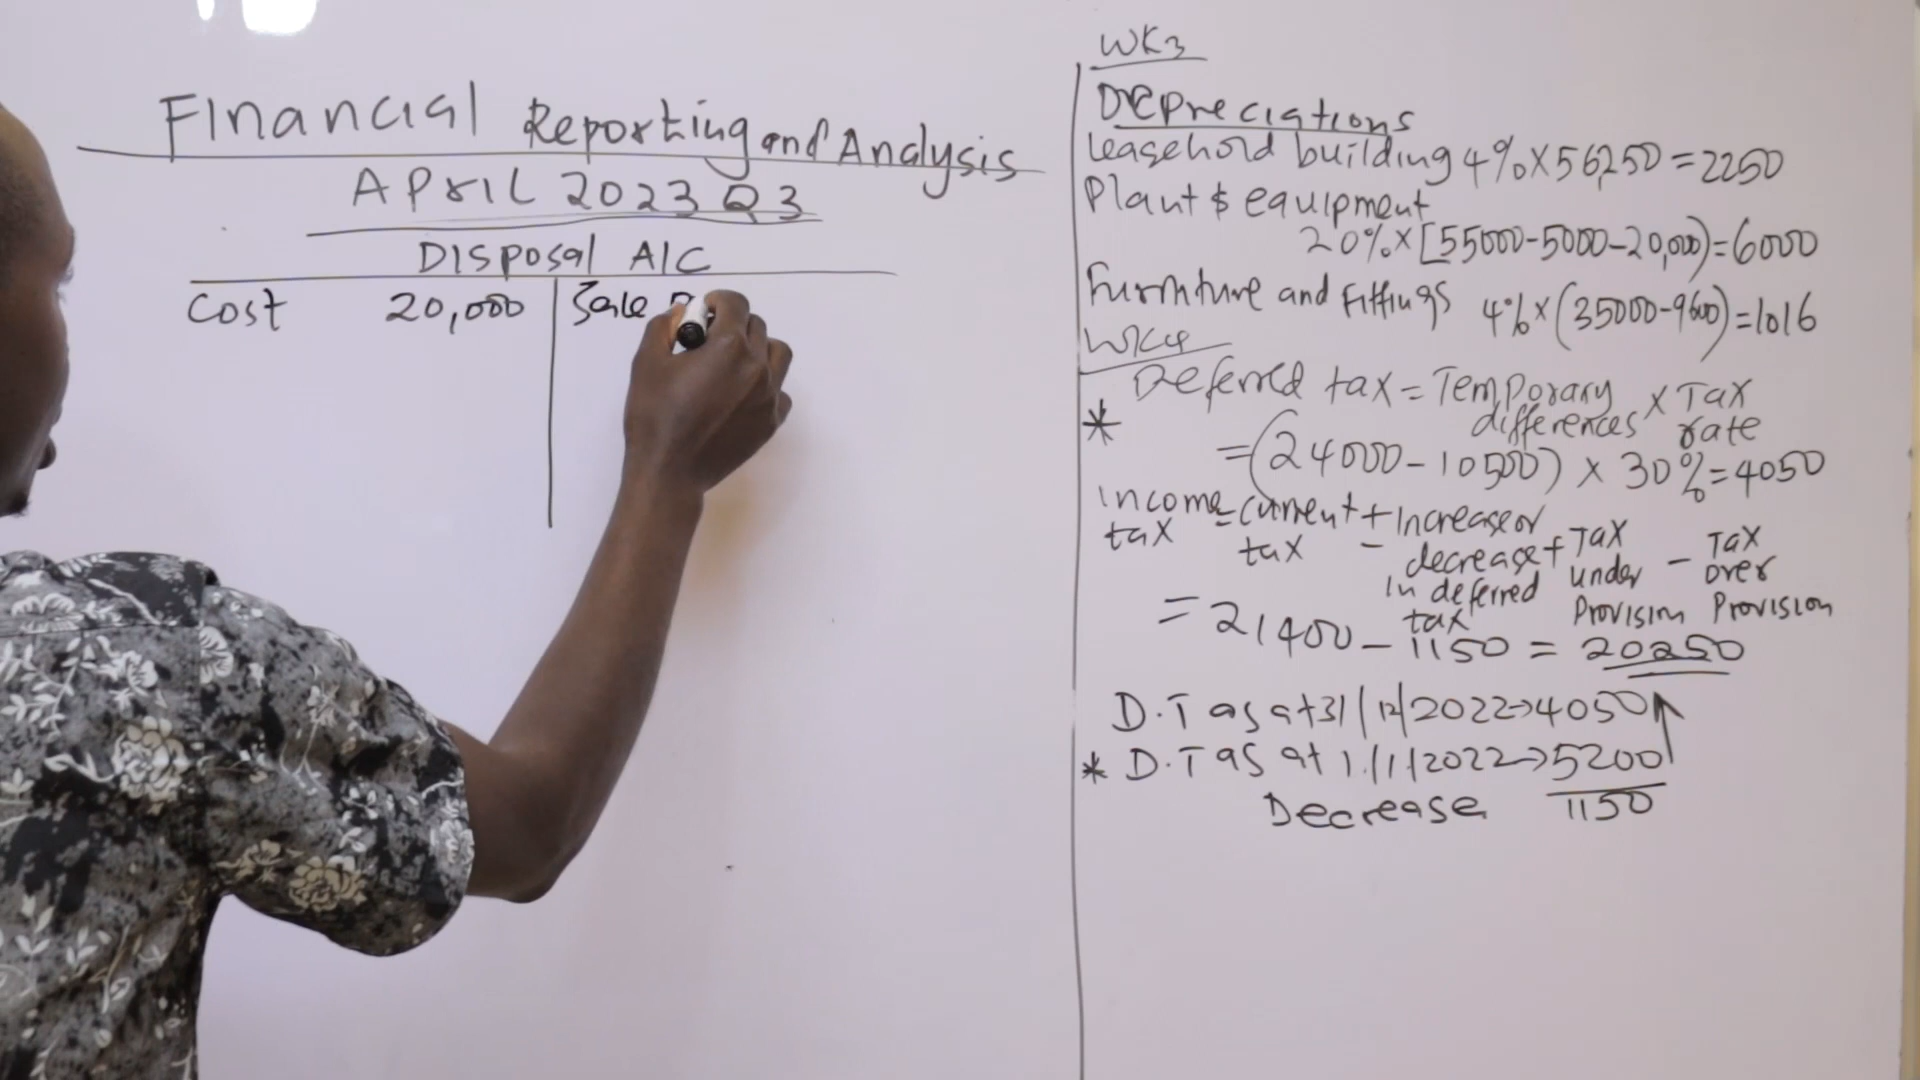 Financial Reporting and Analysis
APRIL 2023 Q3
DISPosal A/C
Cost 20,000 Sale
WK3
Depreciations
Leasehold building 4% x 56,250 = 2250
Plant & equipment
20% x [55000-5000-20,000) = 6000
Furniture and Fittings 4% x (35000-9600) = 1016
WK4
Deferred tax = Temporary differences x Tax rate
* = (24000 - 10500) x 30% = 4050
Income tax = current tax + - Increase or decrease in deferred tax + Tax under Provision - Tax over Provision
= 21400 - 1150 = 20250
D.T as at 31/12/2022 → 4050
* D.T as at 1/1/2022 → 5200
Decrease 1150